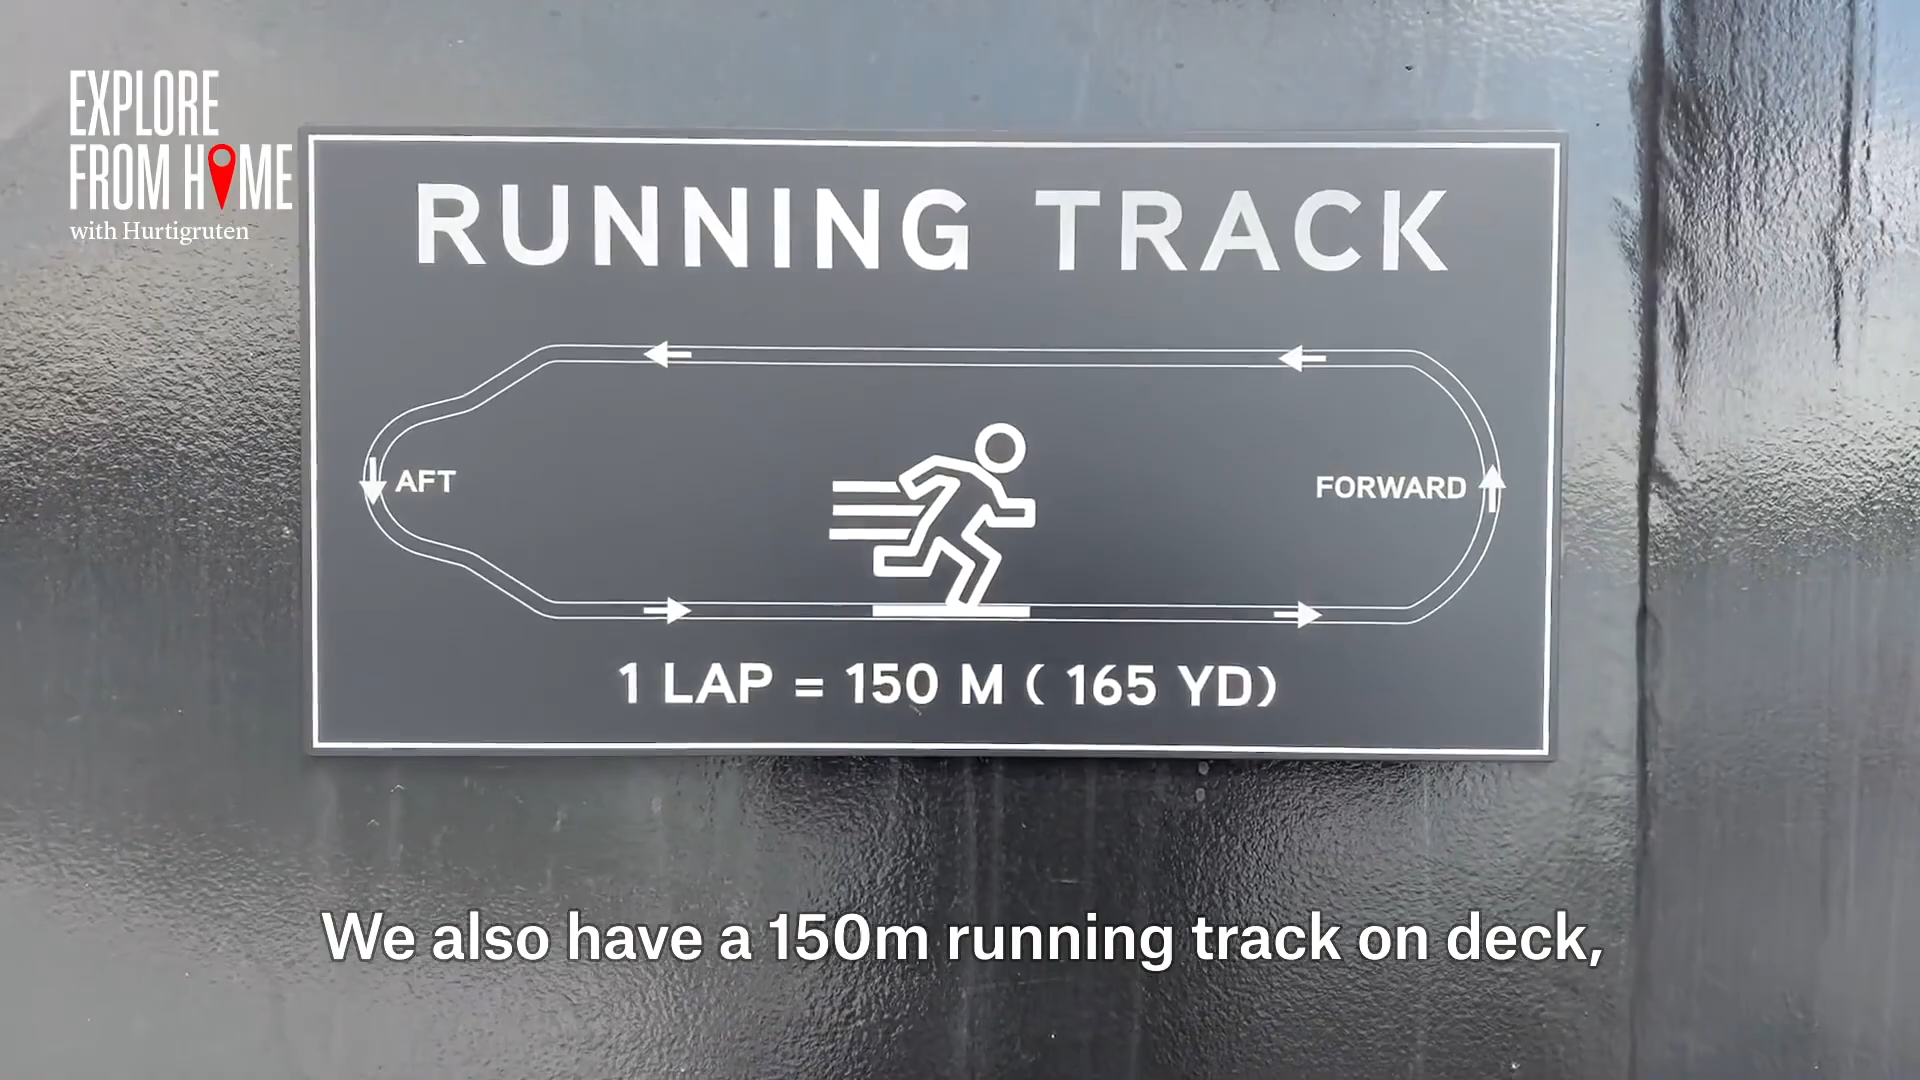 EXPLORE
FROM HOME
with Hurtigruten
RUNNING TRACK
AFT
FORWARD
1 LAP = 150 M ( 165 YD)
We also have a 150m running track on deck,